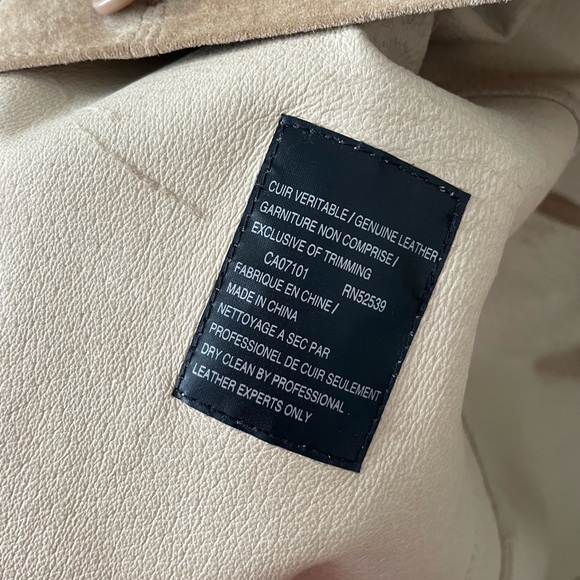 CUIR VERITABLE/GENUINE LEATHER
GARNITURE NON COMPRISE/
EXCLUSIVE OF TRIMMING
CA07101 RN52539
FABRIQUE EN CHINE/
MADE IN CHINA
NETTOYAGE A SEC PAR
PROFESSIONEL DE CUIR SEULEMENT
DRY CLEAN BY PROFESSIONAL
LEATHER EXPERTS ONLY